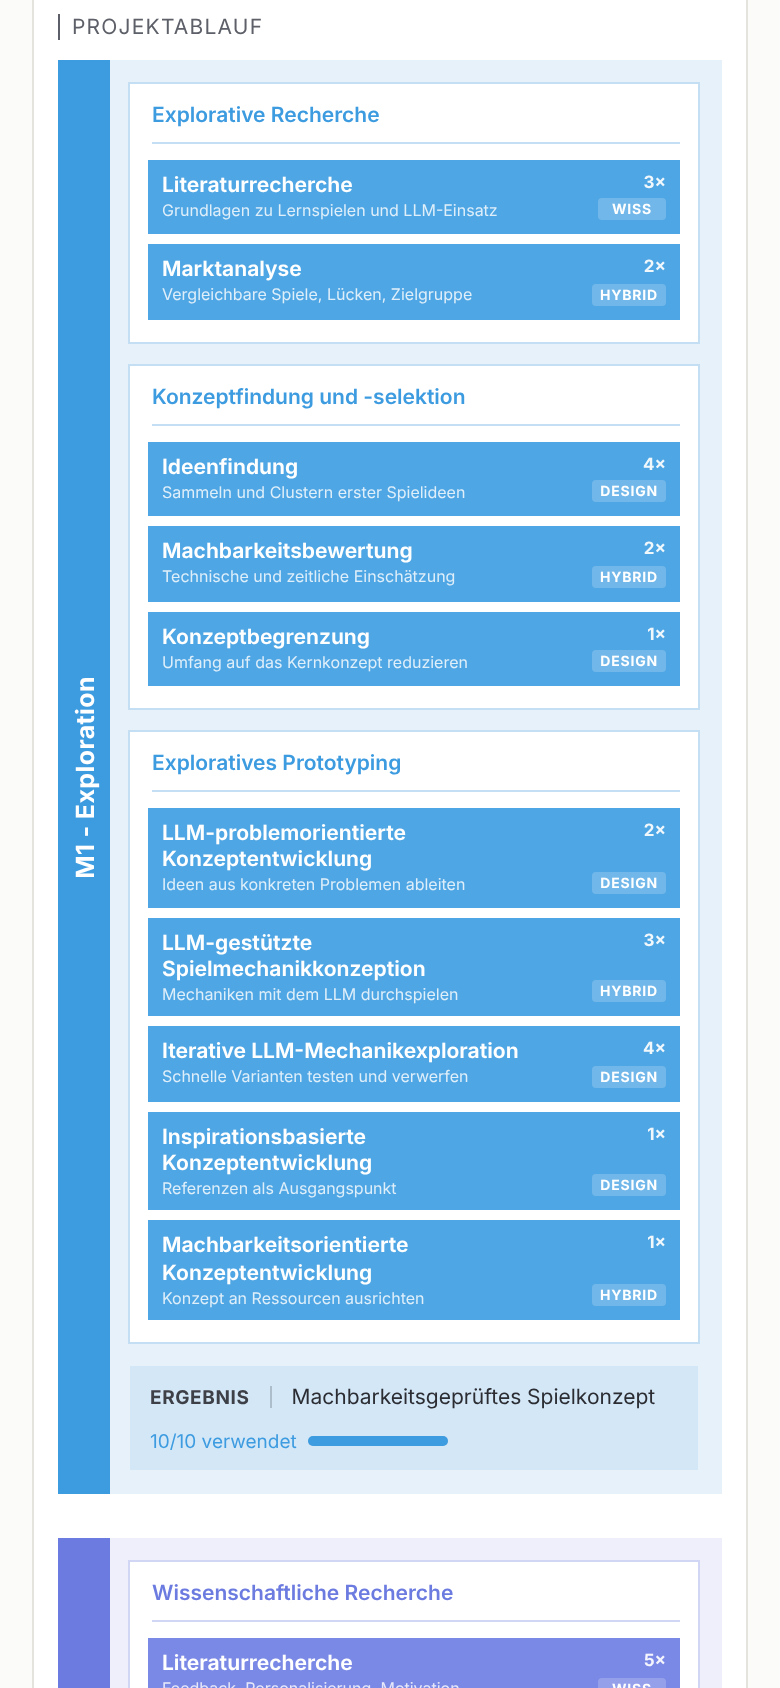 PROJEKTABLAUF
M1 - Exploration
Explorative Recherche
Literaturrecherche 3×
Grundlagen zu Lernspielen und LLM-Einsatz WISS
Marktanalyse 2×
Vergleichbare Spiele, Lücken, Zielgruppe HYBRID
Konzeptfindung und -selektion
Ideenfindung 4×
Sammeln und Clustern erster Spielideen DESIGN
Machbarkeitsbewertung 2×
Technische und zeitliche Einschätzung HYBRID
Konzeptbegrenzung 1×
Umfang auf das Kernkonzept reduzieren DESIGN
Exploratives Prototyping
LLM-problemorientierte 2×
Konzeptentwicklung
Ideen aus konkreten Problemen ableiten DESIGN
LLM-gestützte 3×
Spielmechanikkonzeption
Mechaniken mit dem LLM durchspielen HYBRID
Iterative LLM-Mechanikexploration 4×
Schnelle Varianten testen und verwerfen DESIGN
Inspirationsbasierte 1×
Konzeptentwicklung
Referenzen als Ausgangspunkt DESIGN
Machbarkeitsorientierte 1×
Konzeptentwicklung
Konzept an Ressourcen ausrichten HYBRID
ERGEBNIS | Machbarkeitsgeprüftes Spielkonzept
10/10 verwendet
Wissenschaftliche Recherche
Literaturrecherche 5×
Feedback, Personalisierung, Motivation WISS